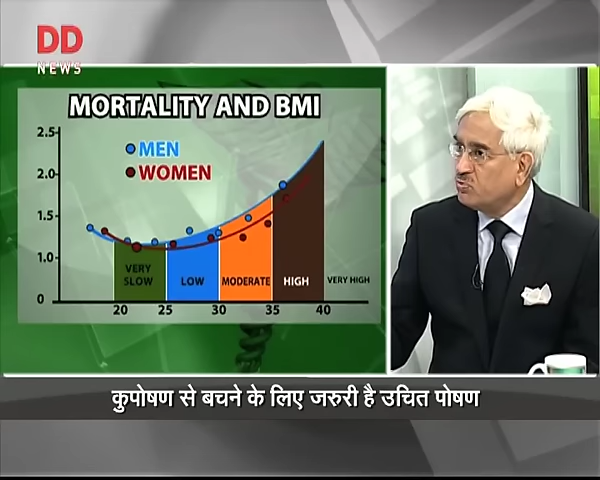 DD
NEWS
MORTALITY AND BMI
2.5
2.0
1.5
1.0
0
MEN
WOMEN
VERY
SLOW
LOW
MODERATE
HIGH
VERY HIGH
20
25
30
35
40
कुपोषण से बचने के लिए जरुरी है उचित पोषण